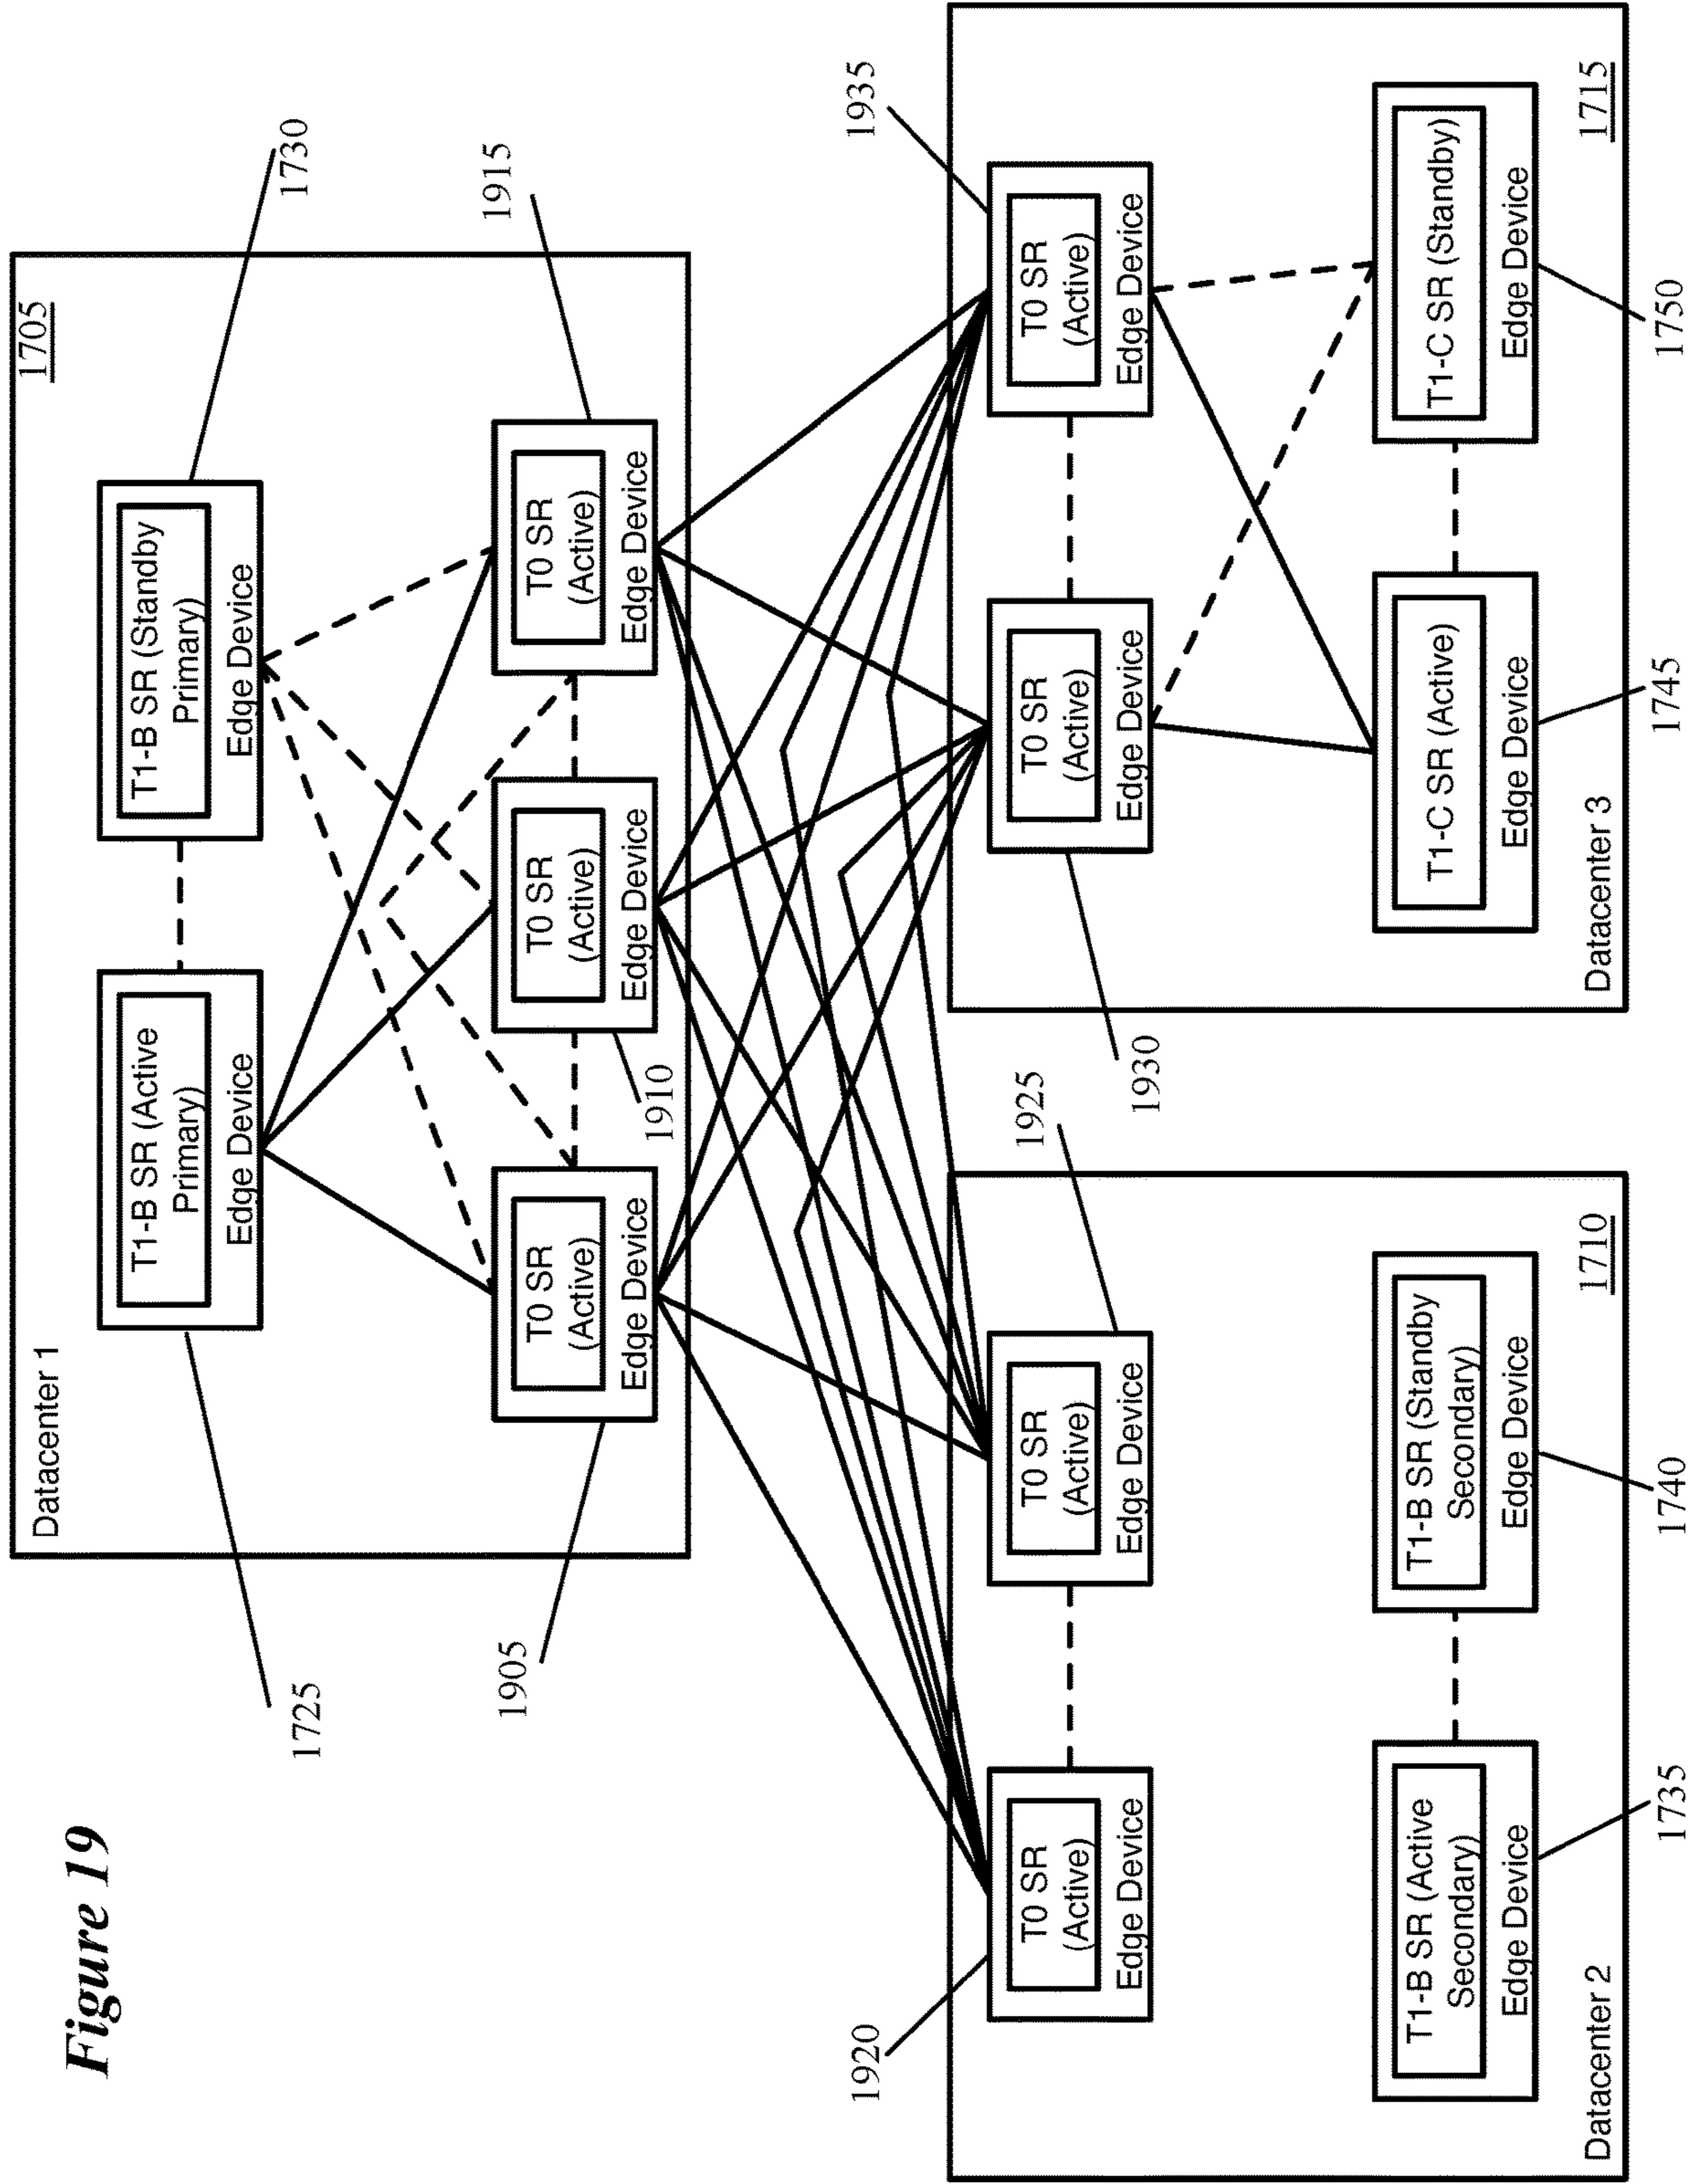 Figure 19
Datacenter 1
1705
T1-B SR (Active
Primary)
Edge Device
1725
T1-B SR (Standby
Primary)
Edge Device
1730
T0 SR
(Active)
Edge Device
1905
T0 SR
(Active)
Edge Device
1910
T0 SR
(Active)
Edge Device
1915
T0 SR
(Active)
Edge Device
1920
T0 SR
(Active)
Edge Device
1925
T1-B SR (Active
Secondary)
Edge Device
1735
T1-B SR (Standby
Secondary)
Edge Device
1740
Datacenter 2
1710
T0 SR
(Active)
Edge Device
1930
T0 SR
(Active)
Edge Device
1935
T1-C SR (Active)
Edge Device
1745
T1-C SR (Standby)
Edge Device
1750
Datacenter 3
1715